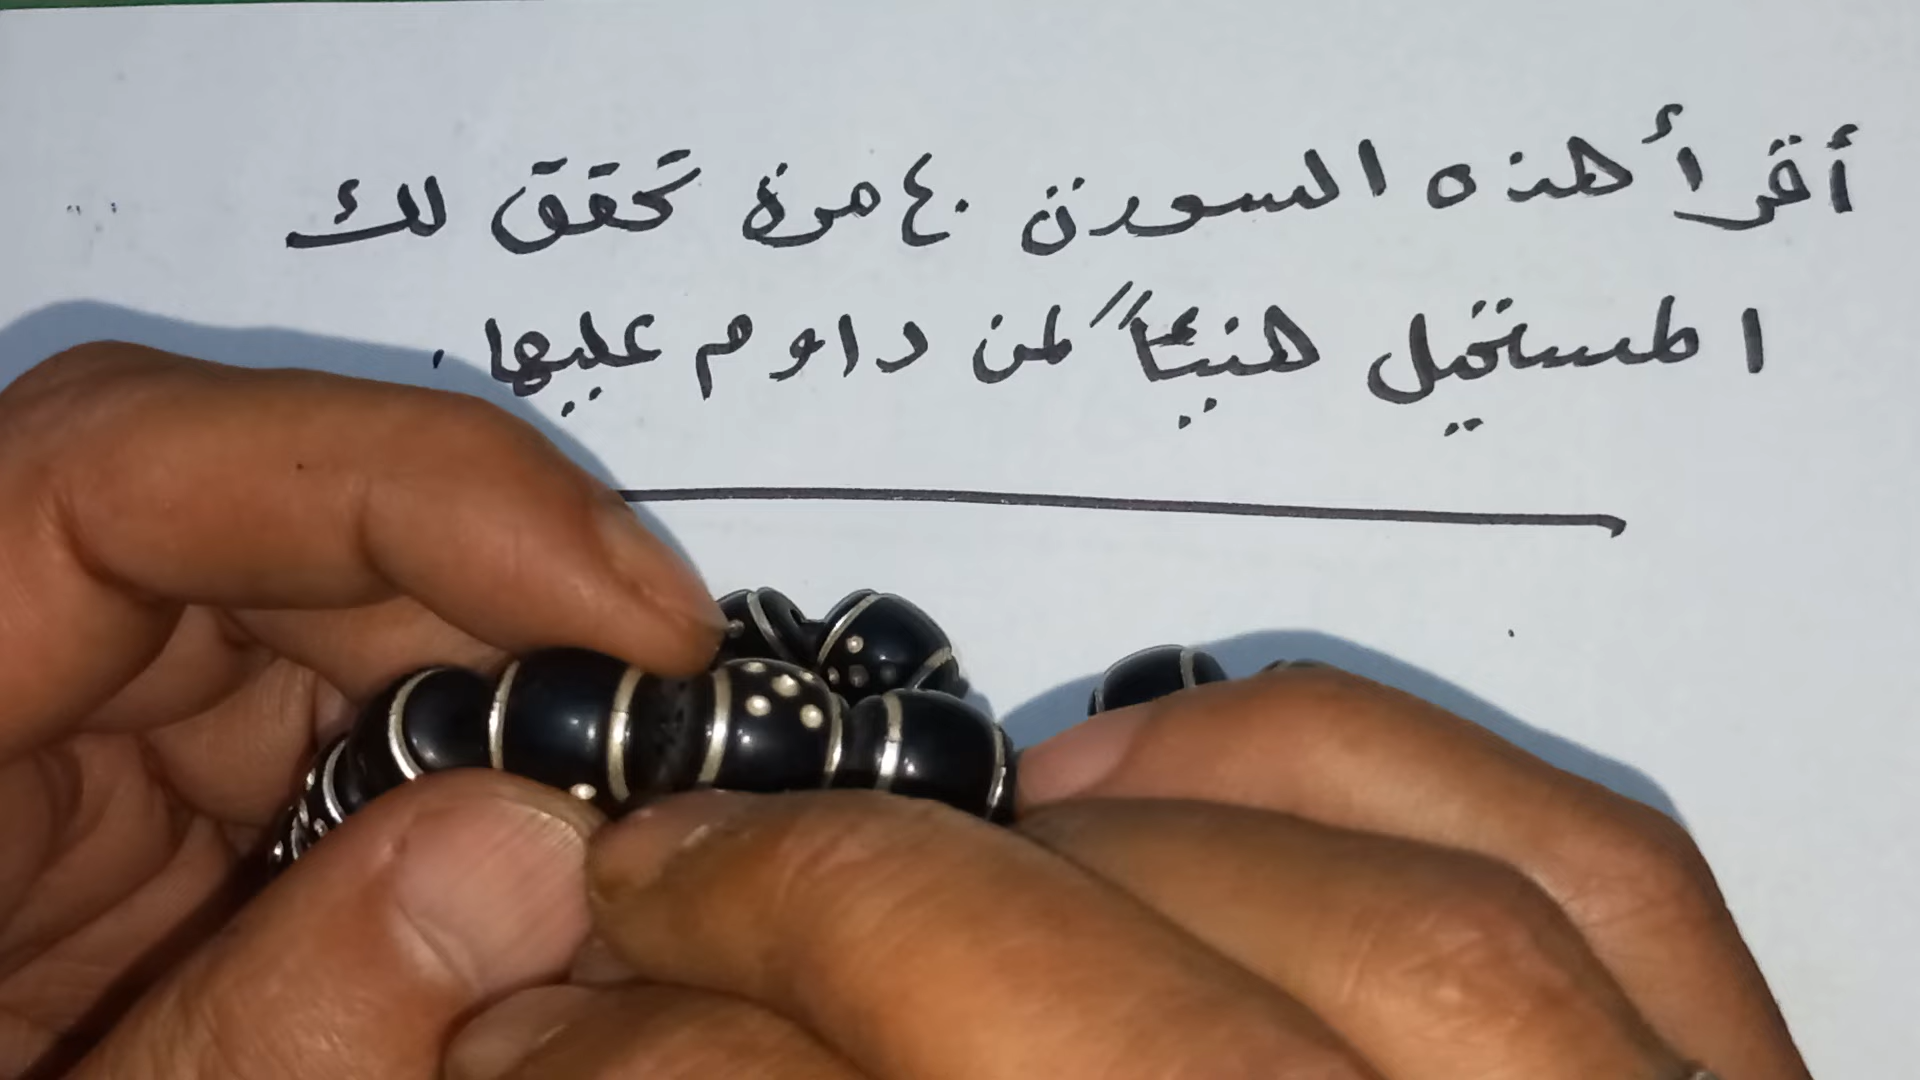 أقرأ هذه السورة ٤٠ مرة تحقق لك
المستحيل هنيئاً لمن داوم عليها